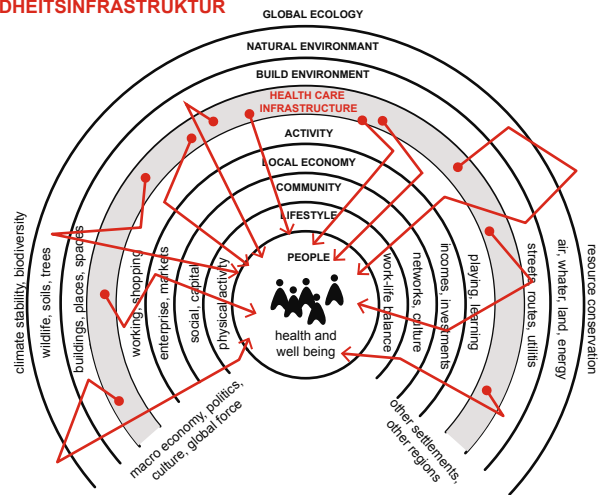 DHEITSINFRASTRUKTUR
GLOBAL ECOLOGY
NATURAL ENVIRONMANT
BUILD ENVIRONMENT
HEALTH CARE
INFRASTRUCTURE
ACTIVITY
LOCAL ECONOMY
COMMUNITY
LIFESTYLE
PEOPLE
health and
well being
climate stability, biodiversity
wildlife, soils, trees
buildings, places, spaces
working, shopping
enterprise, markets
social, capital
physical activity
work-life balance
networks, culture
incomes, investments
playing, learning
streets, routes, utilitis
air, whater, land, energy
resource conservation
macro economy, politics,
culture, global force
other settlements,
other regions